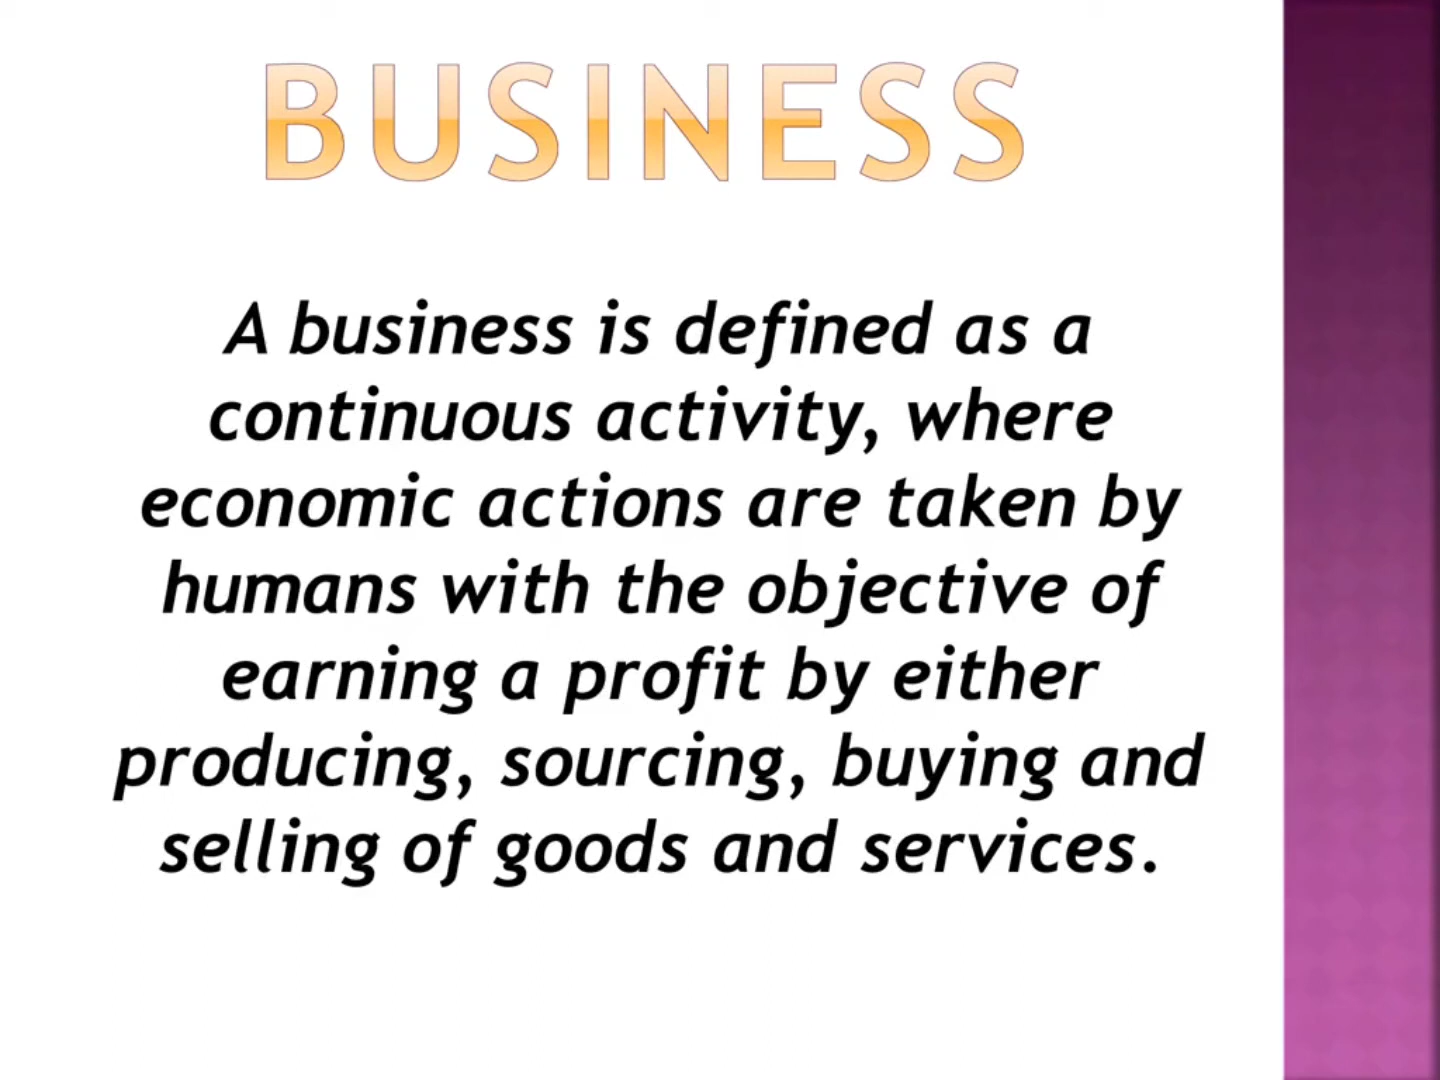 BUSINESS
A business is defined as a
continuous activity, where
economic actions are taken by
humans with the objective of
earning a profit by either
producing, sourcing, buying and
selling of goods and services.